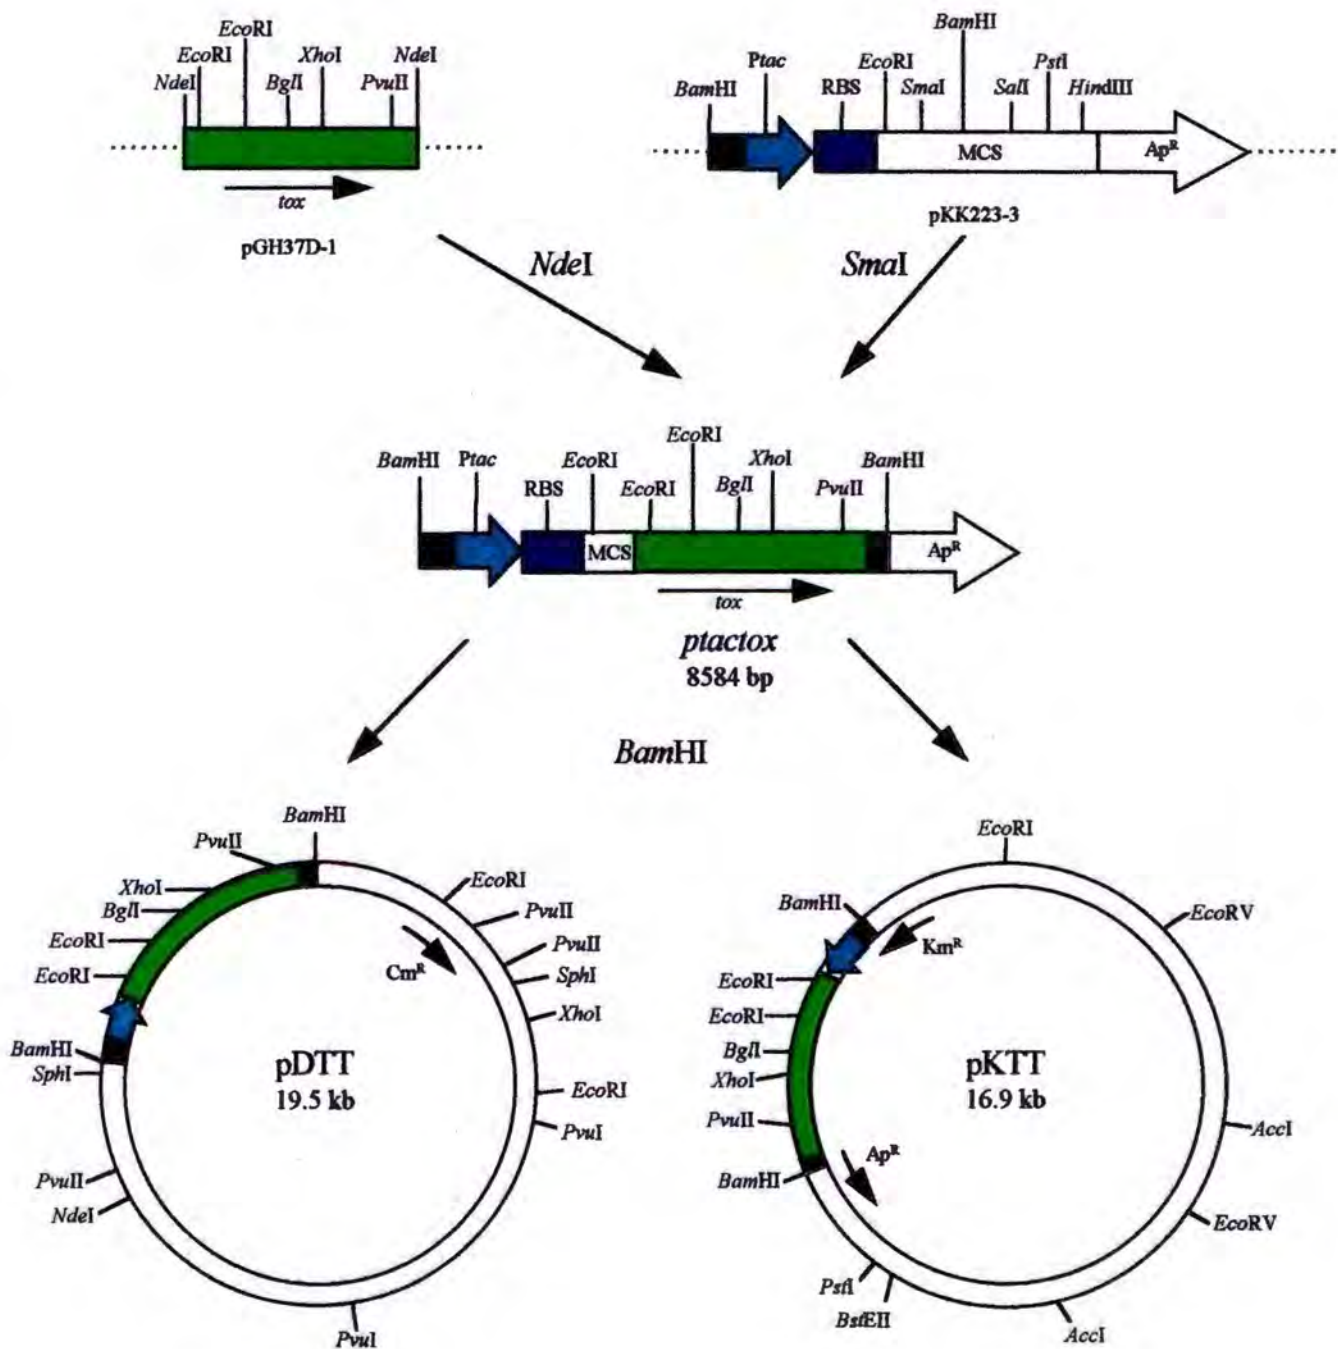 EcoRI
EcoRI XhoI NdeI
NdeI BglI PvuII
tox
pGH37D-1
BamHI
Ptac EcoRI PstI
BamHI RBS SmaI SalI HindIII
MCS ApR
pKK223-3
NdeI SmaI
EcoRI
BamHI Ptac EcoRI XhoI BamHI
RBS EcoRI BglI PvuII
MCS ApR
tox
ptactox
8584 bp
BamHI
BamHI
PvuII
XhoI
BglI
EcoRI
EcoRI
BamHI
SphI
PvuII
NdeI
PvuI
EcoRI
PvuII
PvuII
SphI
XhoI
EcoRI
PvuI
CmR
pDTT
19.5 kb
EcoRI
BamHI
EcoRI
EcoRI
BglI
XhoI
PvuII
BamHI
PstI
BstEII
AccI
EcoRV
AccI
EcoRV
KmR
ApR
pKTT
16.9 kb